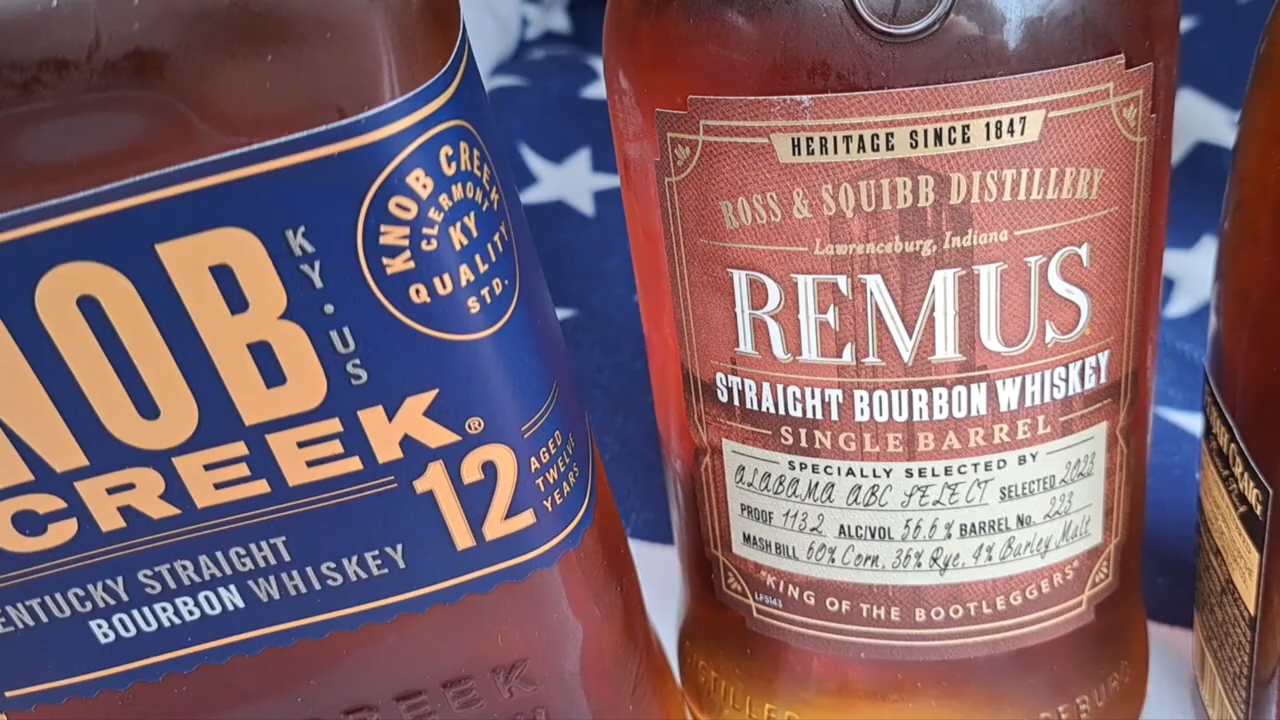 KNOB CREEK
CLERMONT
KY
QUALITY
STD.
NOB
KY·US
CREEK®
12
AGED
TWELVE
YEARS
ENTUCKY STRAIGHT
BOURBON WHISKEY
CREEK
HERITAGE SINCE 1847
ROSS & SQUIBB DISTILLERY
Lawrenceburg, Indiana
REMUS
STRAIGHT BOURBON WHISKEY
SINGLE BARREL
SPECIALLY SELECTED BY
ALABAMA ABC SELECT SELECTED 2023
PROOF 113.2 ALC/VOL 56.6% BARREL No. 223
MASH BILL 60% Corn, 36% Rye, 4% Barley Malt
"KING OF THE BOOTLEGGERS"
LFS143